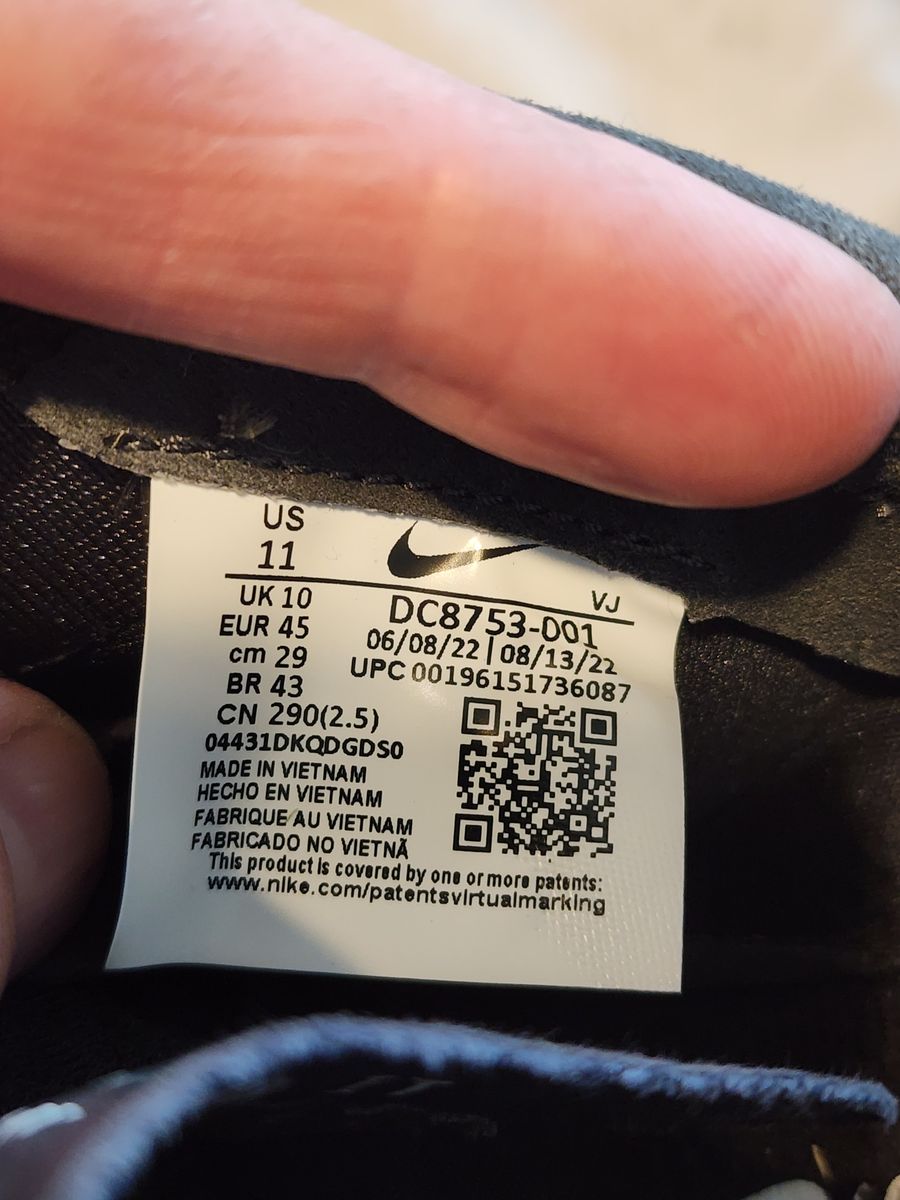 US
11
VJ
UK 10
DC8753-001
EUR 45
06/08/22 | 08/13/22
cm 29
UPC 00196151736087
BR 43
CN 290(2.5)
04431DKQDGDS0
MADE IN VIETNAM
HECHO EN VIETNAM
FABRIQUE AU VIETNAM
FABRICADO NO VIETNÃ
This product is covered by one or more patents:
www.nike.com/patentsvirtualmarking